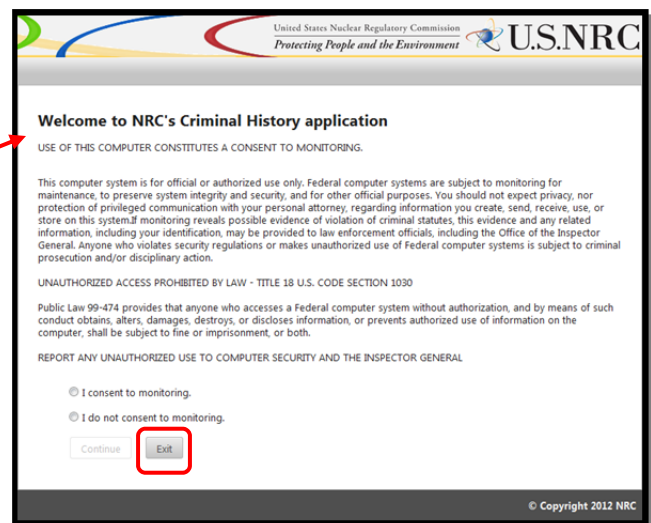 United States Nuclear Regulatory Commission
Protecting People and the Environment
U.S.NRC
Welcome to NRC's Criminal History application
USE OF THIS COMPUTER CONSTITUTES A CONSENT TO MONITORING.
This computer system is for official or authorized use only. Federal computer systems are subject to monitoring for
maintenance, to preserve system integrity and security, and for other official purposes. You should not expect privacy, nor
protection of privileged communication with your personal attorney, regarding information you create, send, receive, use, or
store on this system.If monitoring reveals possible evidence of violation of criminal statutes, this evidence and any related
information, including your identification, may be provided to law enforcement officials, including the Office of the Inspector
General. Anyone who violates security regulations or makes unauthorized use of Federal computer systems is subject to criminal
prosecution and/or disciplinary action.
UNAUTHORIZED ACCESS PROHIBITED BY LAW - TITLE 18 U.S. CODE SECTION 1030
Public Law 99-474 provides that anyone who accesses a Federal computer system without authorization, and by means of such
conduct obtains, alters, damages, destroys, or discloses information, or prevents authorized use of information on the
computer, shall be subject to fine or imprisonment, or both.
REPORT ANY UNAUTHORIZED USE TO COMPUTER SECURITY AND THE INSPECTOR GENERAL
I consent to monitoring.
I do not consent to monitoring.
Continue Exit
© Copyright 2012 NRC